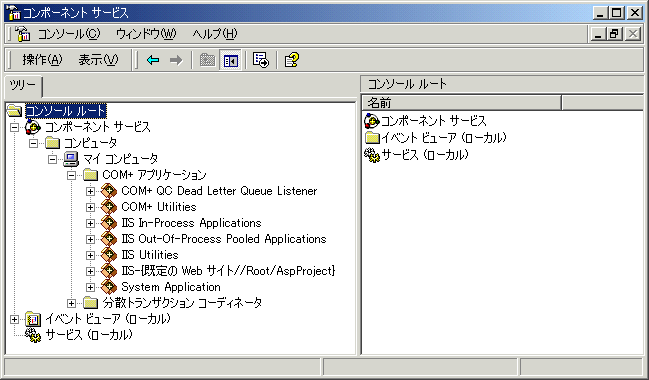 コンポーネント サービス
コンソール(C) ウィンドウ(W) ヘルプ(H)
操作(A) 表示(V)
ツリー
コンソール ルート
コンポーネント サービス
コンピュータ
マイ コンピュータ
COM+ アプリケーション
COM+ QC Dead Letter Queue Listener
COM+ Utilities
IIS In-Process Applications
IIS Out-Of-Process Pooled Applications
IIS Utilities
IIS-{既定の Web サイト//Root/AspProject}
System Application
分散トランザクション コーディネータ
イベント ビューア (ローカル)
サービス (ローカル)
コンソール ルート
名前
コンポーネント サービス
イベント ビューア (ローカル)
サービス (ローカル)